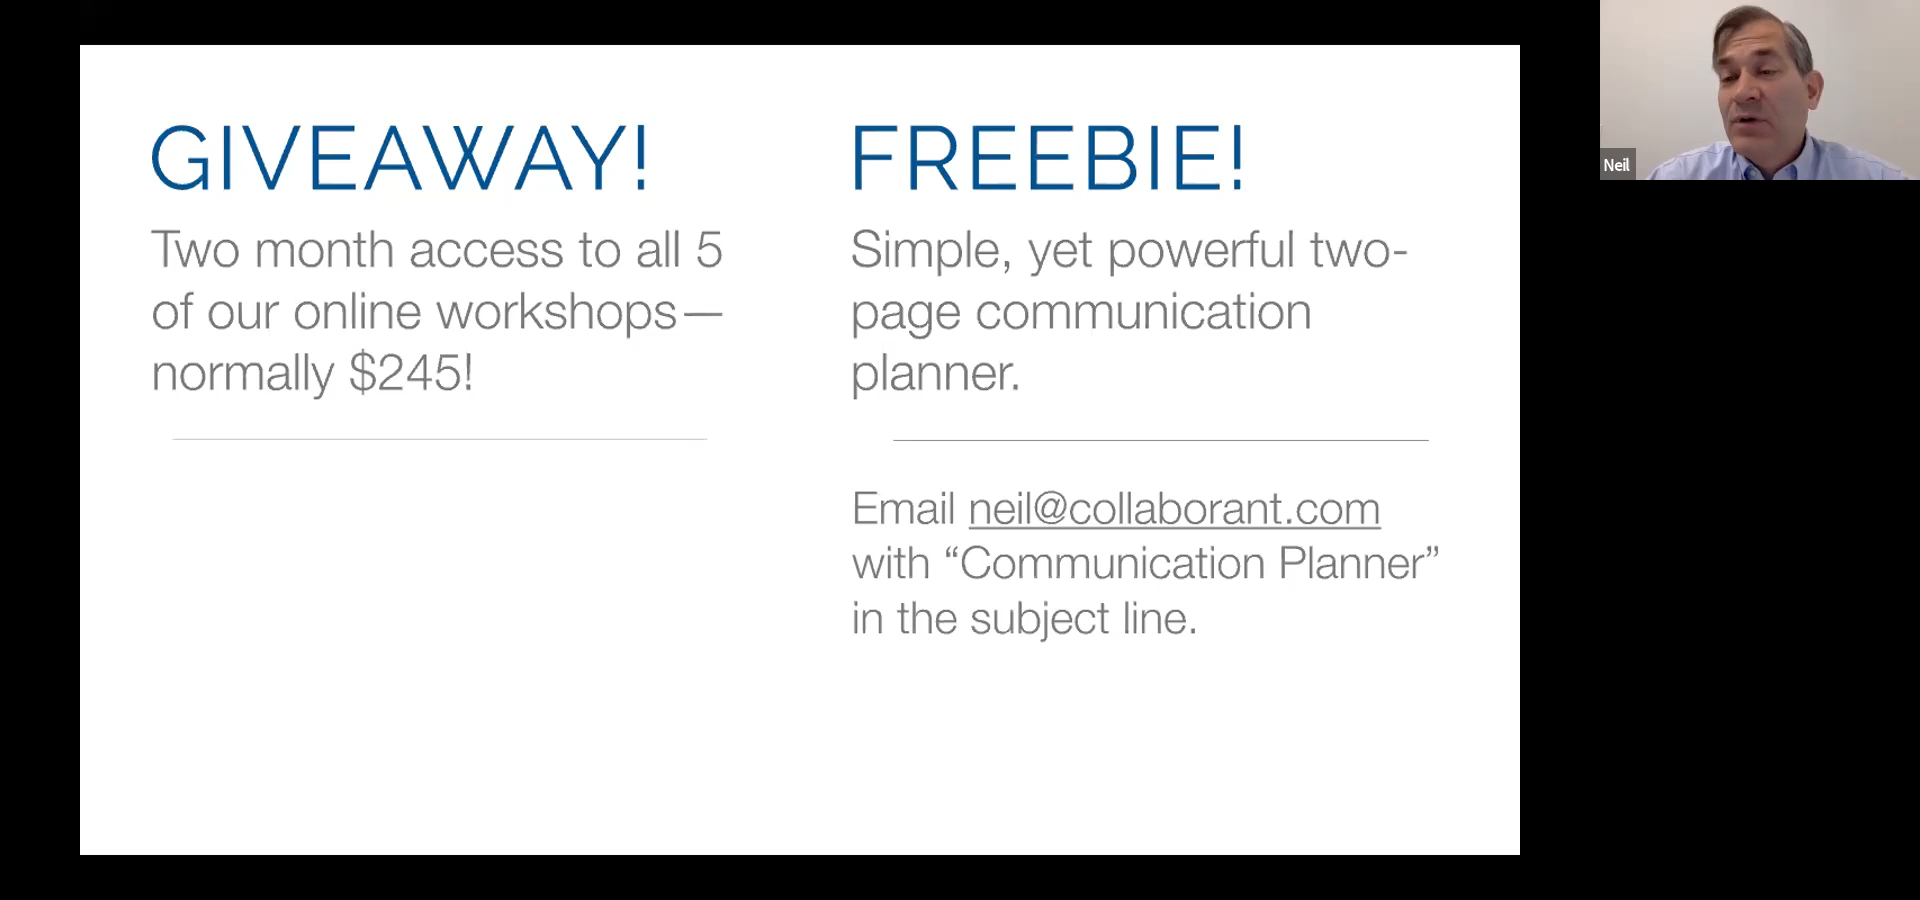 GIVEAWAY!
Two month access to all 5
of our online workshops—
normally $245!
FREEBIE!
Simple, yet powerful two-
page communication
planner.
Email neil@collaborant.com
with “Communication Planner”
in the subject line.
Neil